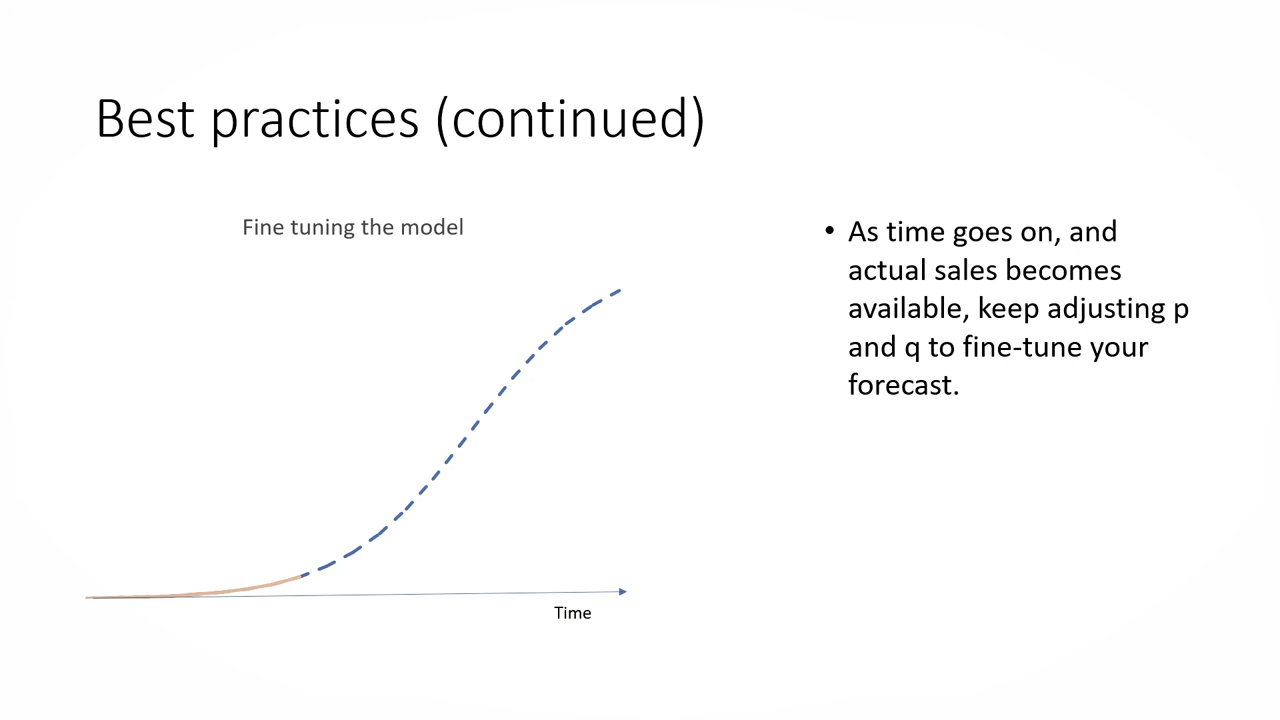 Best practices (continued)
Fine tuning the model
• As time goes on, and
actual sales becomes
available, keep adjusting p
and q to fine-tune your
forecast.
Time